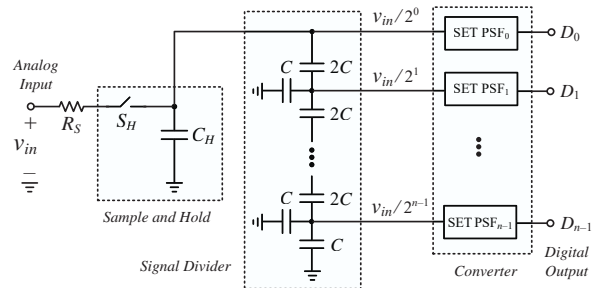 v_in/2^0
SET PSF_0
D_0
Analog
Input
C
2C
v_in/2^1
SET PSF_1
D_1
R_S
S_H
2C
+
v_in
−
C_H
C
2C
v_in/2^{n−1}
SET PSF_{n−1}
D_{n−1}
Sample and Hold
C
Signal Divider
Converter
Digital
Output